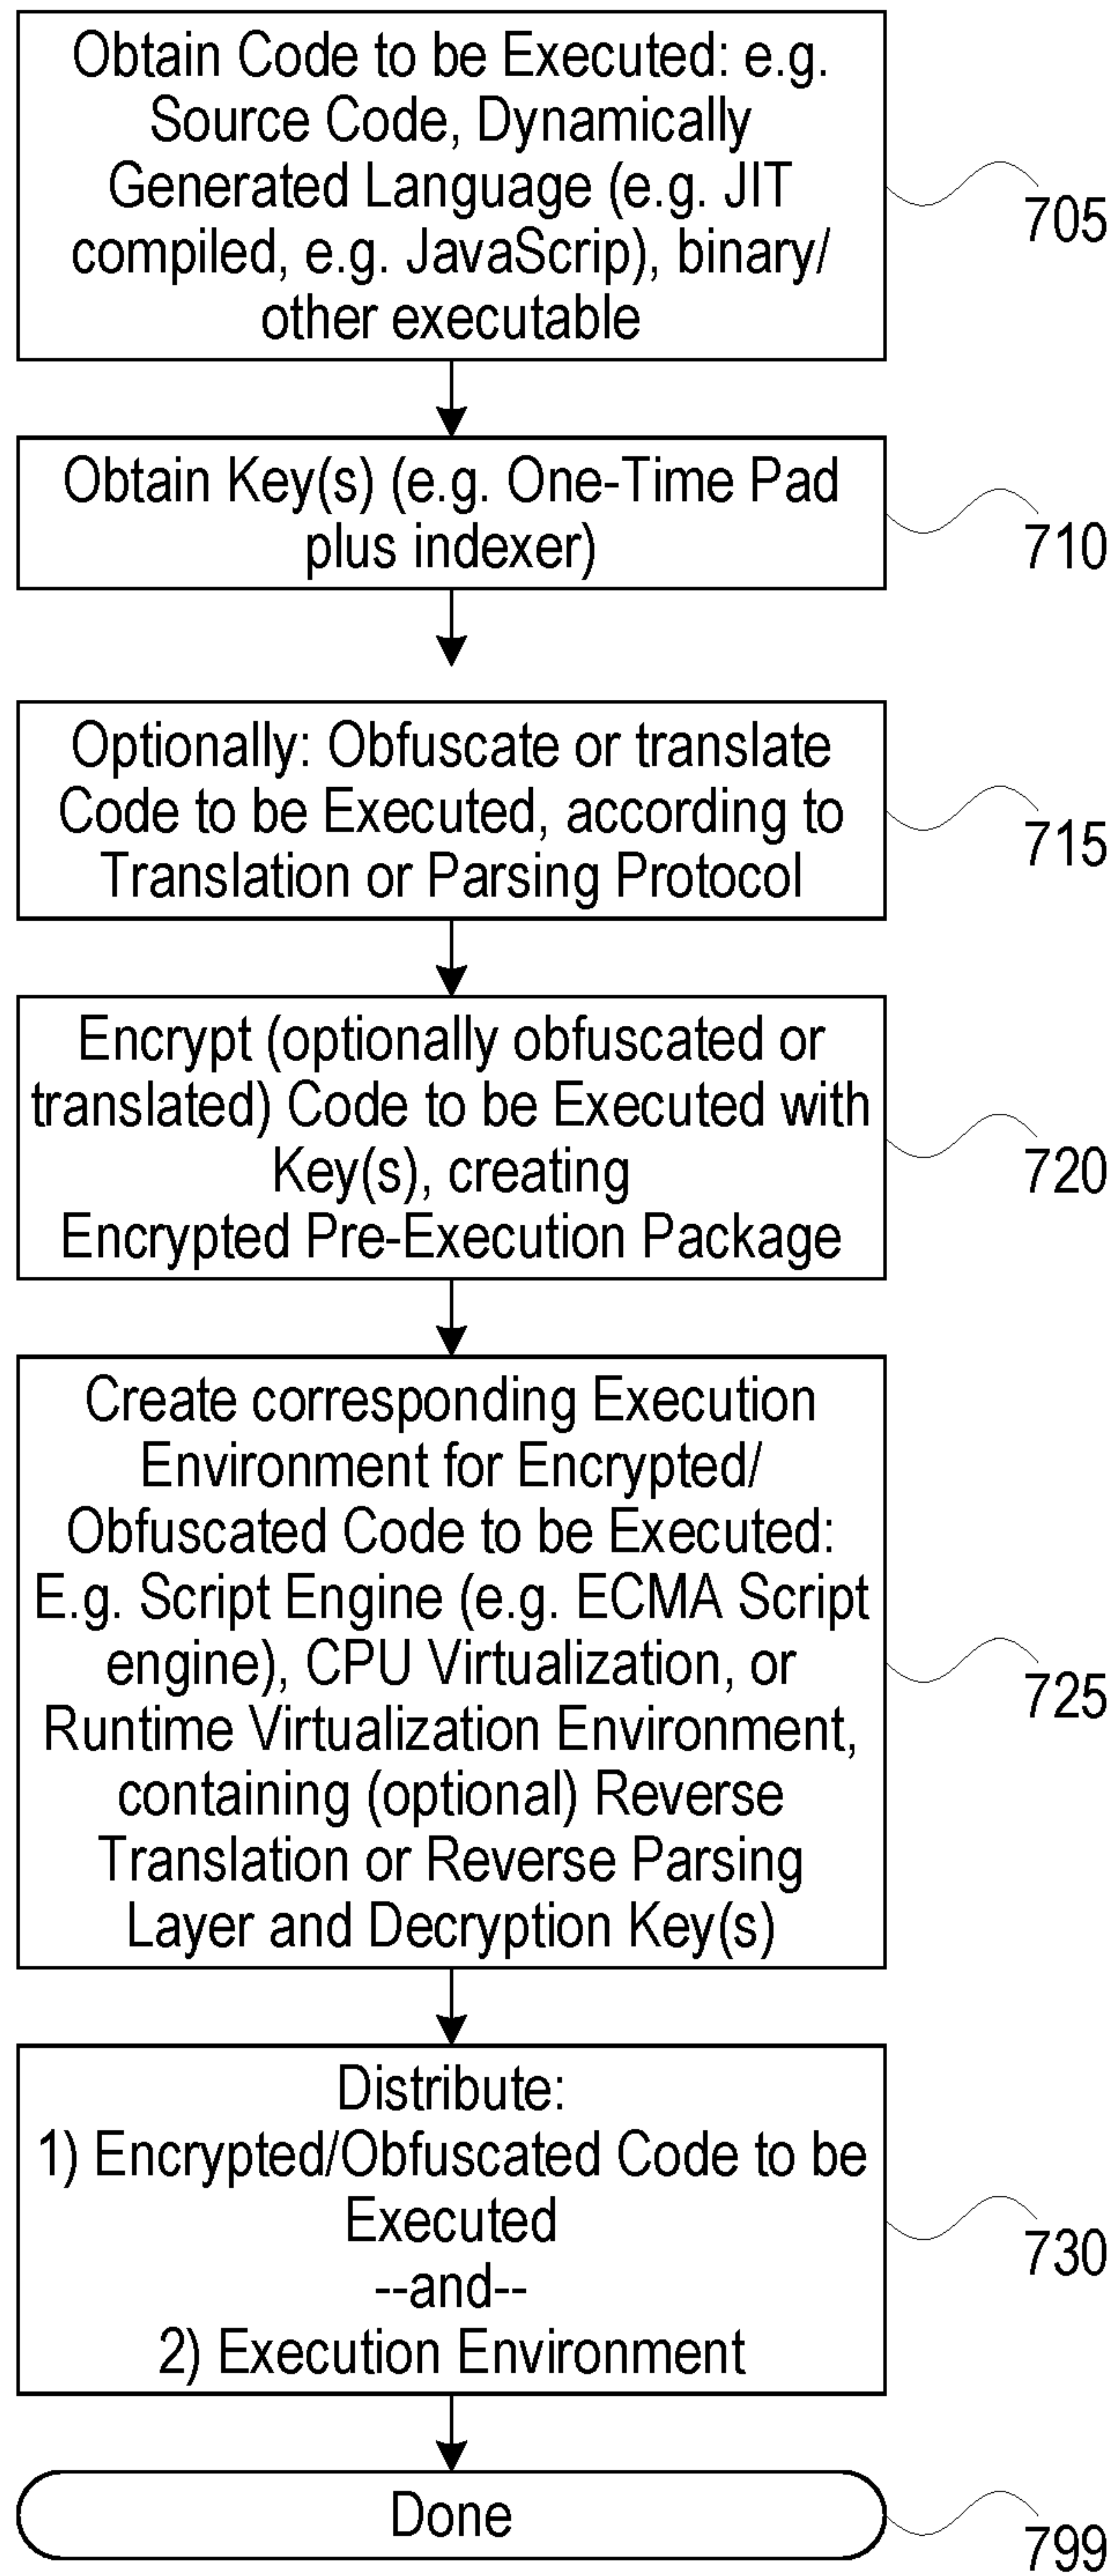 Obtain Code to be Executed: e.g.
Source Code, Dynamically
Generated Language (e.g. JIT
compiled, e.g. JavaScrip), binary/
other executable
705
Obtain Key(s) (e.g. One-Time Pad
plus indexer)
710
Optionally: Obfuscate or translate
Code to be Executed, according to
Translation or Parsing Protocol
715
Encrypt (optionally obfuscated or
translated) Code to be Executed with
Key(s), creating
Encrypted Pre-Execution Package
720
Create corresponding Execution
Environment for Encrypted/
Obfuscated Code to be Executed:
E.g. Script Engine (e.g. ECMA Script
engine), CPU Virtualization, or
Runtime Virtualization Environment,
containing (optional) Reverse
Translation or Reverse Parsing
Layer and Decryption Key(s)
725
Distribute:
1) Encrypted/Obfuscated Code to be
Executed
--and--
2) Execution Environment
730
Done
799